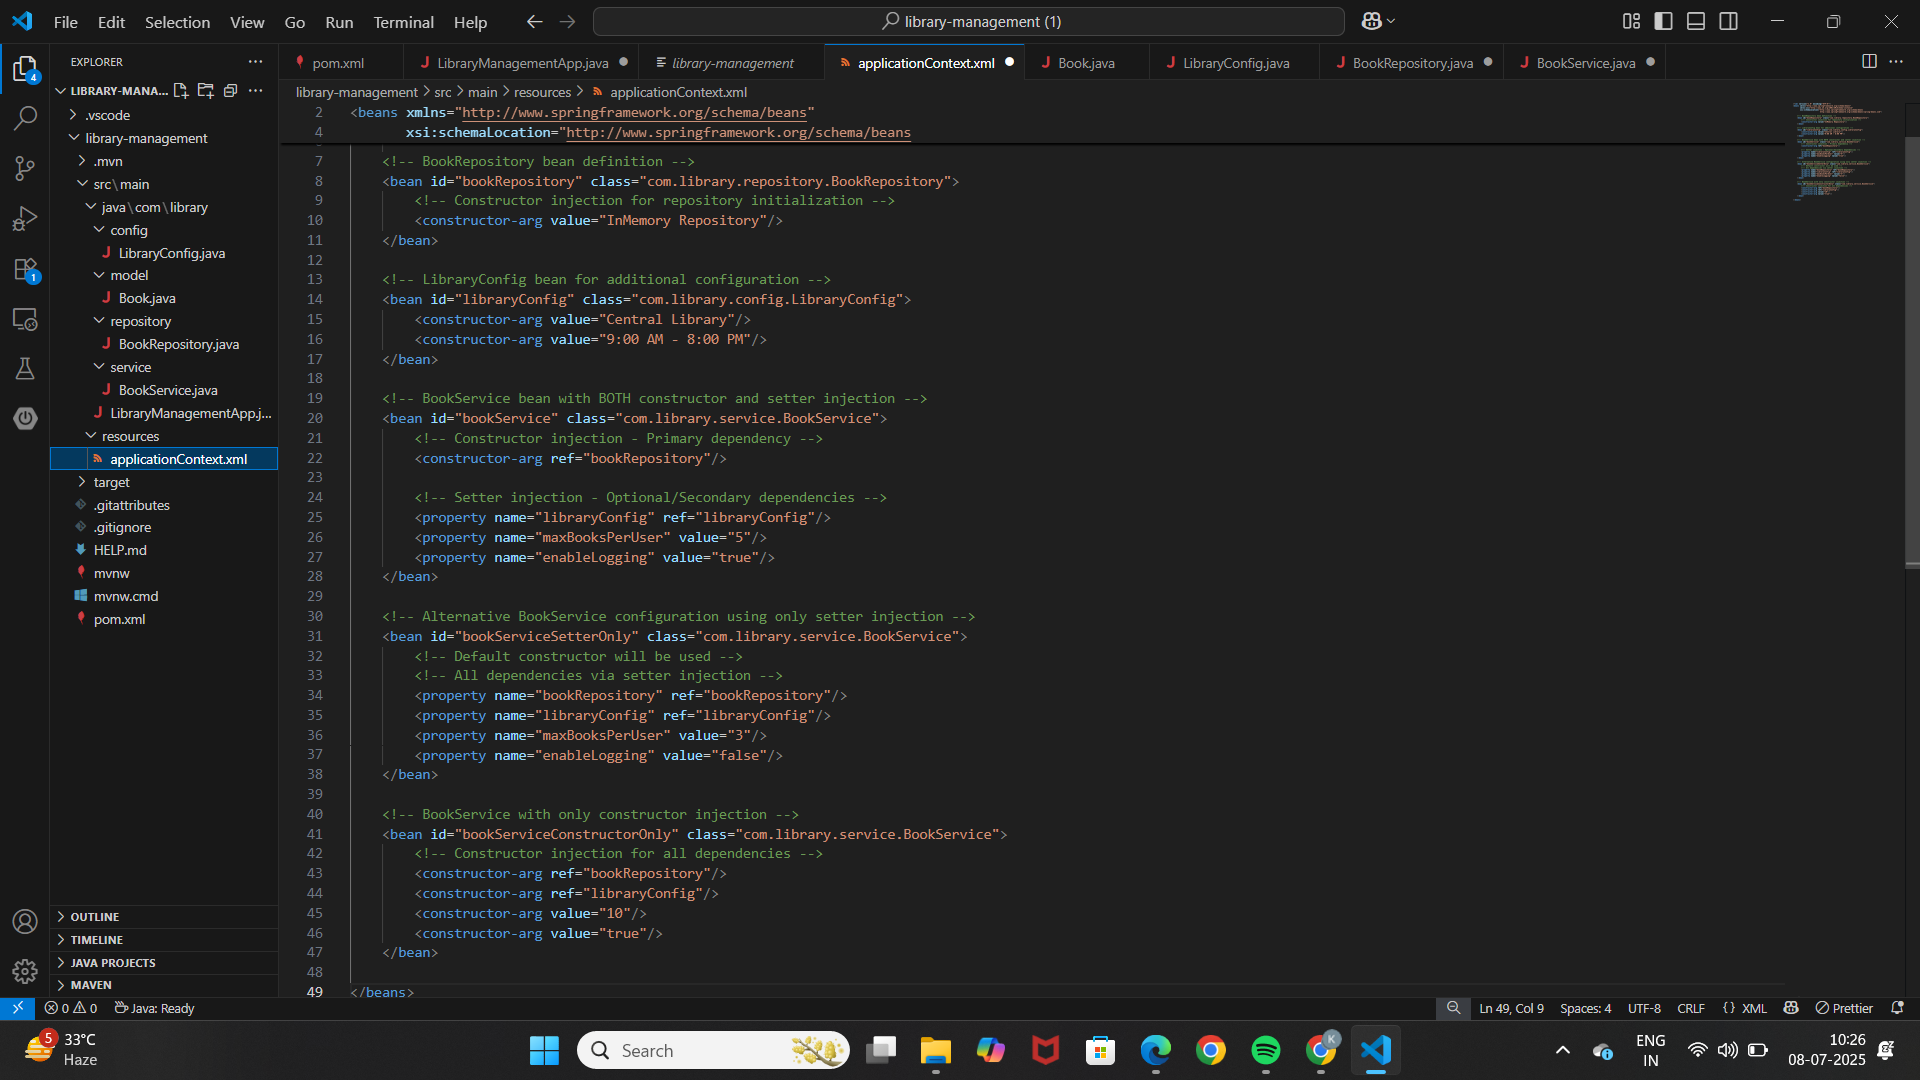 File Edit Selection View Go Run Terminal Help
library-management (1)
EXPLORER
pom.xml
LibraryManagementApp.java
library-management
applicationContext.xml
Book.java
LibraryConfig.java
BookRepository.java
BookService.java
LIBRARY-MANA...
.vscode
library-management
.mvn
src\main
java\com\library
config
LibraryConfig.java
model
Book.java
repository
BookRepository.java
service
BookService.java
LibraryManagementApp.j...
resources
applicationContext.xml
target
.gitattributes
.gitignore
HELP.md
mvnw
mvnw.cmd
pom.xml
OUTLINE
TIMELINE
JAVA PROJECTS
MAVEN
4
1
library-management > src > main > resources > applicationContext.xml
2 <beans xmlns="http://www.springframework.org/schema/beans"
4 xsi:schemaLocation="http://www.springframework.org/schema/beans
7 <!-- BookRepository bean definition -->
8 <bean id="bookRepository" class="com.library.repository.BookRepository">
9 <!-- Constructor injection for repository initialization -->
10 <constructor-arg value="InMemory Repository"/>
11 </bean>
12
13 <!-- LibraryConfig bean for additional configuration -->
14 <bean id="libraryConfig" class="com.library.config.LibraryConfig">
15 <constructor-arg value="Central Library"/>
16 <constructor-arg value="9:00 AM - 8:00 PM"/>
17 </bean>
18
19 <!-- BookService bean with BOTH constructor and setter injection -->
20 <bean id="bookService" class="com.library.service.BookService">
21 <!-- Constructor injection - Primary dependency -->
22 <constructor-arg ref="bookRepository"/>
23
24 <!-- Setter injection - Optional/Secondary dependencies -->
25 <property name="libraryConfig" ref="libraryConfig"/>
26 <property name="maxBooksPerUser" value="5"/>
27 <property name="enableLogging" value="true"/>
28 </bean>
29
30 <!-- Alternative BookService configuration using only setter injection -->
31 <bean id="bookServiceSetterOnly" class="com.library.service.BookService">
32 <!-- Default constructor will be used -->
33 <!-- All dependencies via setter injection -->
34 <property name="bookRepository" ref="bookRepository"/>
35 <property name="libraryConfig" ref="libraryConfig"/>
36 <property name="maxBooksPerUser" value="3"/>
37 <property name="enableLogging" value="false"/>
38 </bean>
39
40 <!-- BookService with only constructor injection -->
41 <bean id="bookServiceConstructorOnly" class="com.library.service.BookService">
42 <!-- Constructor injection for all dependencies -->
43 <constructor-arg ref="bookRepository"/>
44 <constructor-arg ref="libraryConfig"/>
45 <constructor-arg value="10"/>
46 <constructor-arg value="true"/>
47 </bean>
48
49 </beans>
0 0 Java: Ready
Ln 49, Col 9 Spaces: 4 UTF-8 CRLF {} XML Prettier
5
33°C
Haze
Search
K
ENG
IN
10:26
08-07-2025